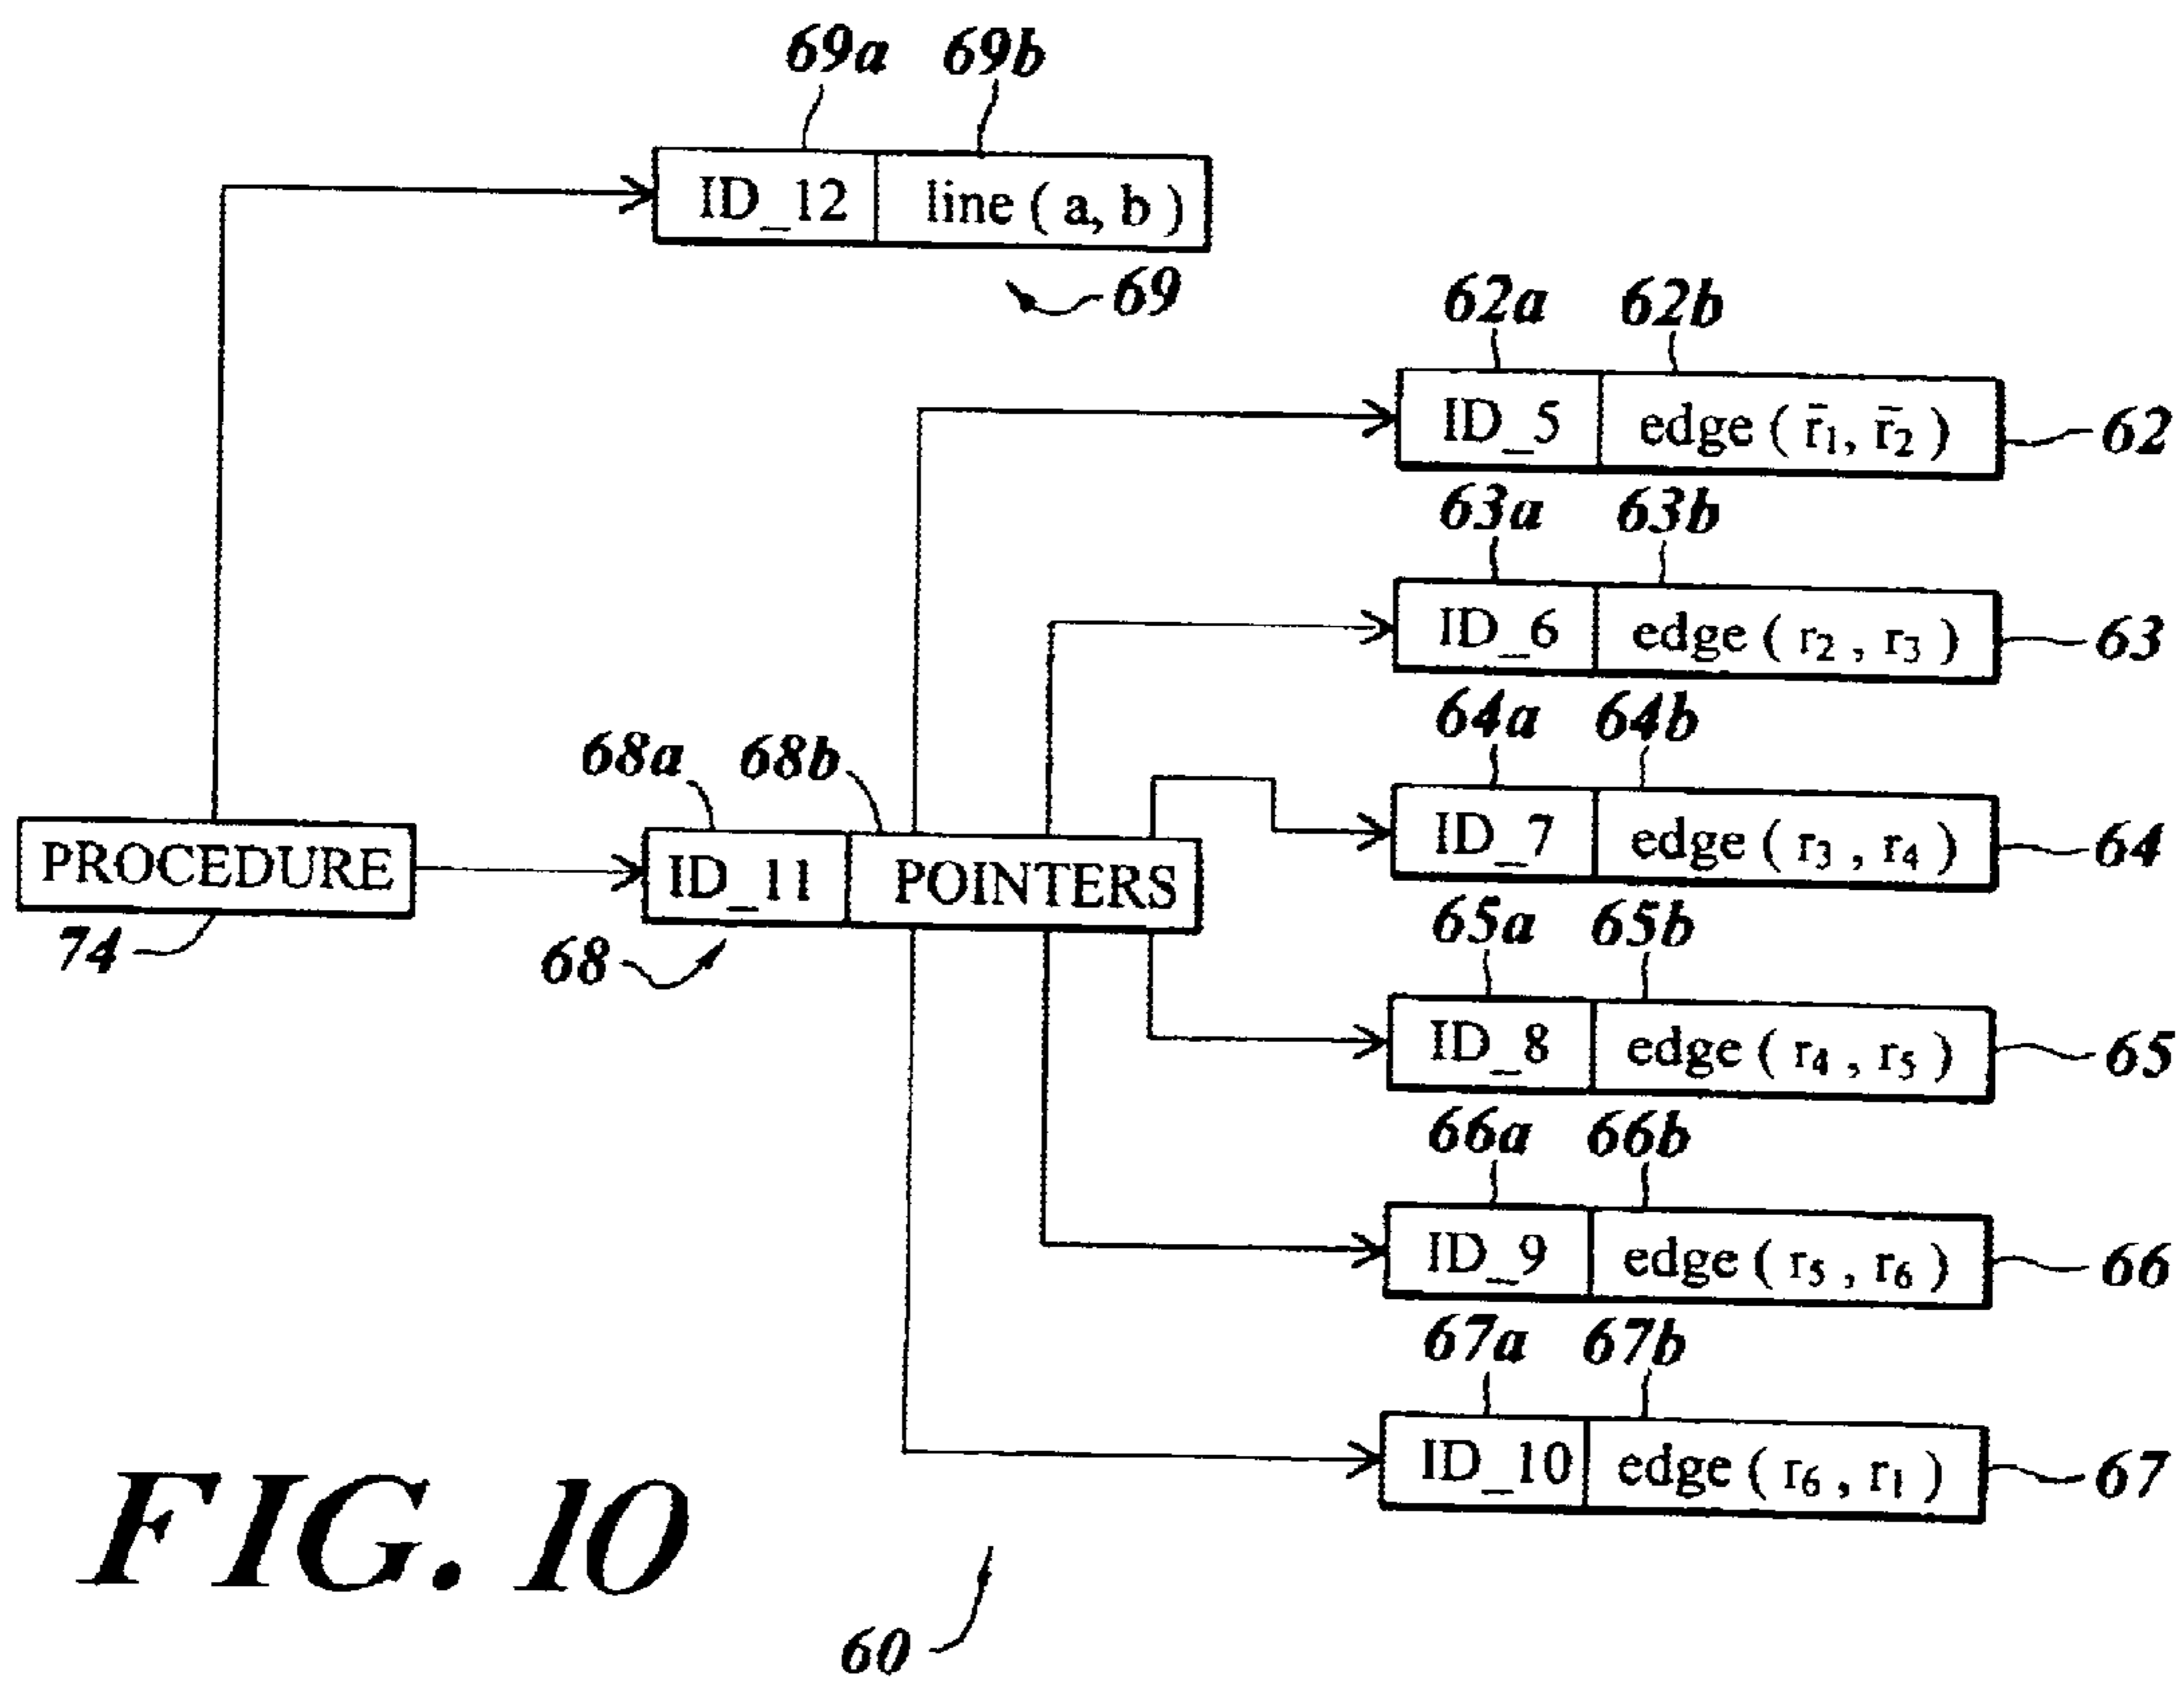 69a 69b
ID_12 line ( a, b )
69
62a 62b
ID_5 edge ( r̄₁, r̄₂ ) 62
63a 63b
ID_6 edge ( r₂ , r₃ ) 63
64a 64b
68a 68b
ID_7 edge ( r₃ , r₄ ) 64
PROCEDURE ID_11 POINTERS
65a 65b
74 68
ID_8 edge ( r₄ , r₅ ) 65
66a 66b
ID_9 edge ( r₅ , r₆ ) 66
67a 67b
ID_10 edge ( r₆ , r₁ ) 67
FIG. 10
60